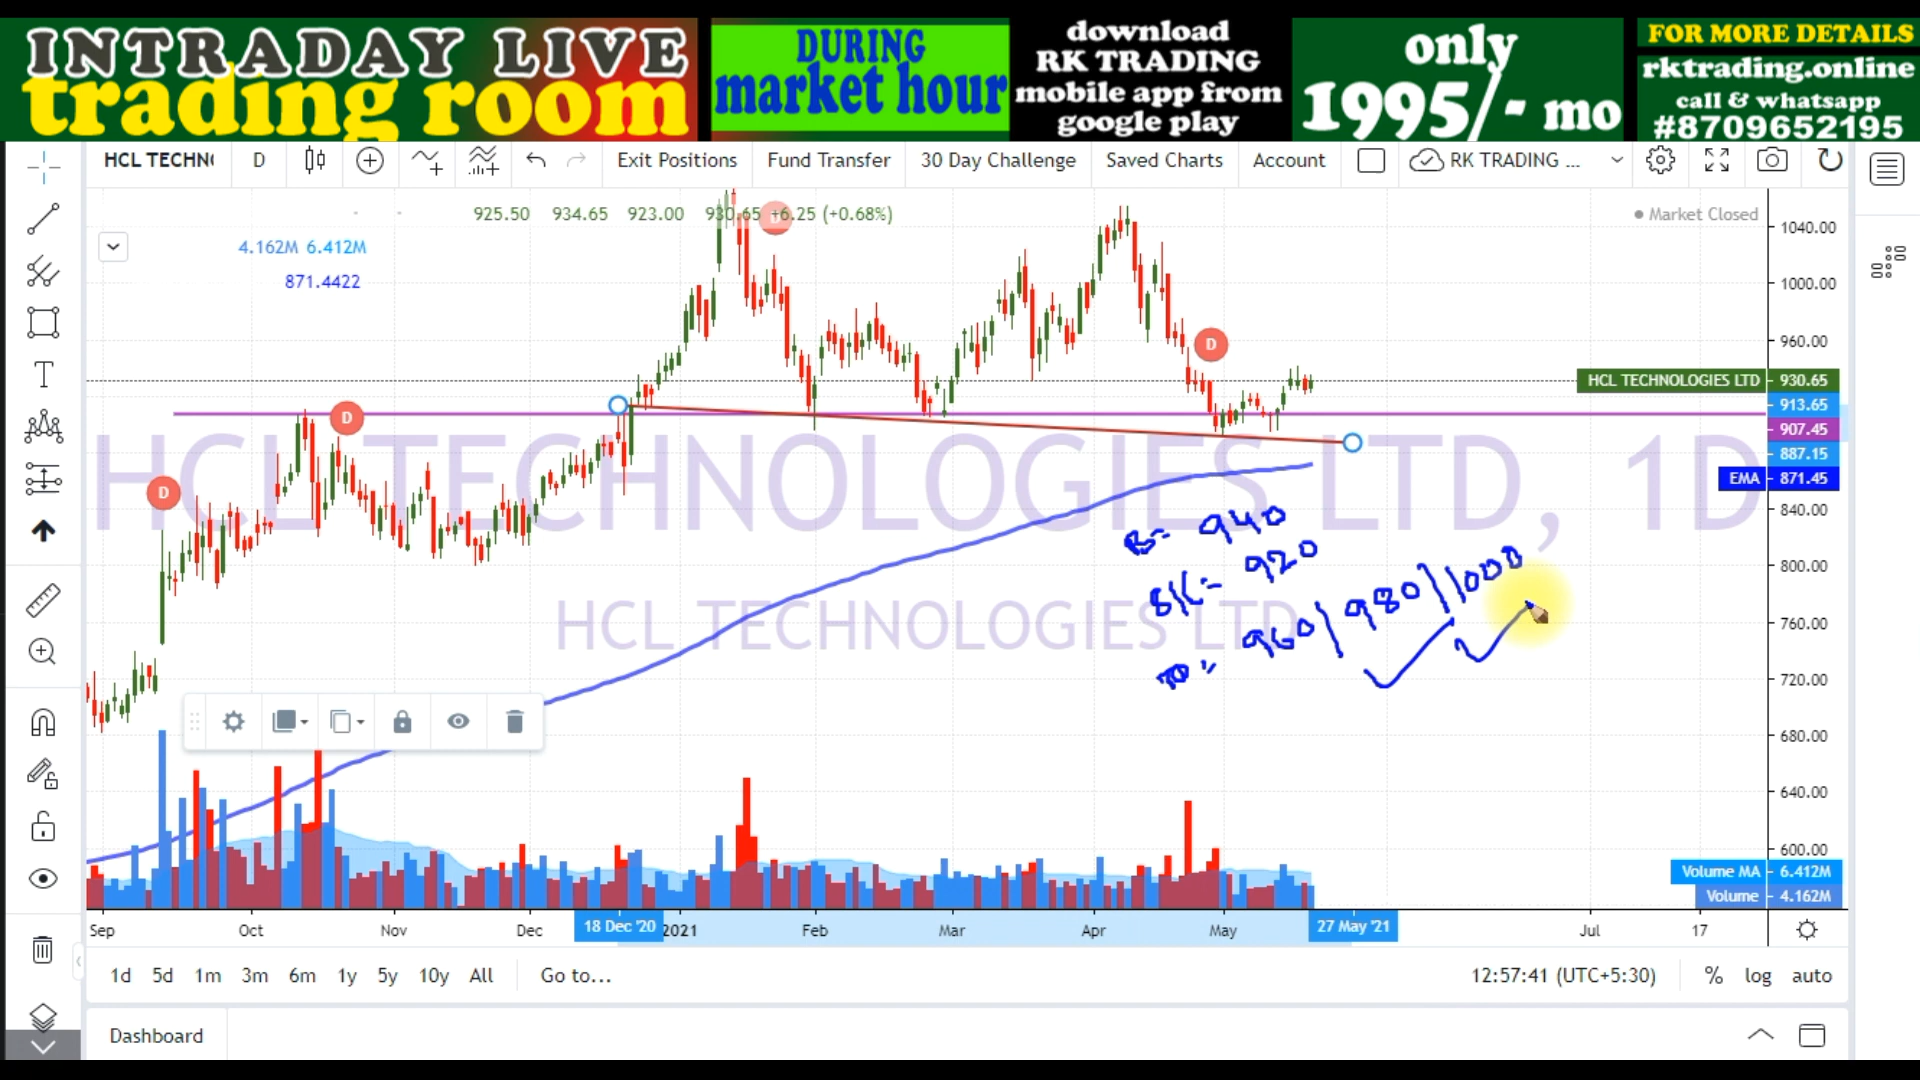 INTRADAY LIVE
trading room
DURING
market hour
download
RK TRADING
mobile app from
google play
only
1995/- mo
FOR MORE DETAILS
rktrading.online
call & whatsapp
#8709652195
HCL TECHN
D
Exit Positions
Fund Transfer
30 Day Challenge
Saved Charts
Account
RK TRADING ...
925.50 934.65 923.00 930.65 +6.25 (+0.68%)
Market Closed
4.162M 6.412M
871.4422
D
D
D
D
1040.00
1000.00
960.00
HCL TECHNOLOGIES LTD 930.65
913.65
907.45
887.15
EMA 871.45
840.00
800.00
760.00
720.00
680.00
640.00
600.00
Volume MA 6.412M
Volume 4.162M
HCL TECHNOLOGIES LTD, 1D
HCL TECHNOLOGIES LTD
940
920
960/980/1000
Sep Oct Nov Dec 18 Dec '20 2021 Feb Mar Apr May 27 May '21 Jul 17
1d 5d 1m 3m 6m 1y 5y 10y All Go to...
12:57:41 (UTC+5:30) % log auto
Dashboard